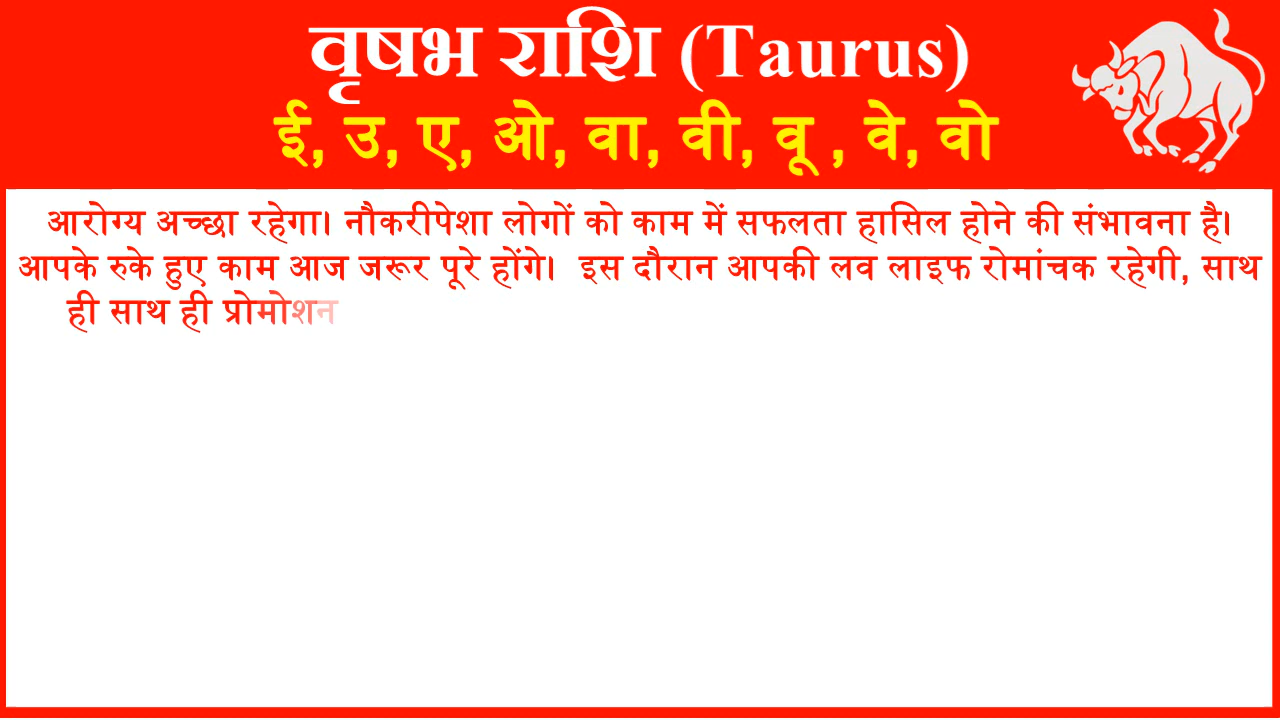 वृषभ राशि (Taurus)
ई, उ, ए, ओ, वा, वी, वू , वे, वो
आरोग्य अच्छा रहेगा। नौकरीपेशा लोगों को काम में सफलता हासिल होने की संभावना है।
आपके रुके हुए काम आज जरूर पूरे होंगे।  इस दौरान आपकी लव लाइफ रोमांचक रहेगी, साथ
ही साथ ही प्रोमोशन